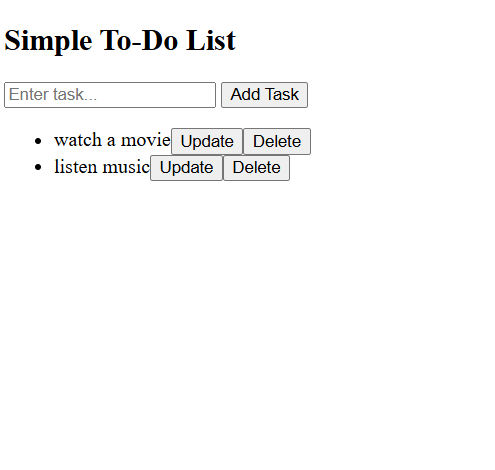 Simple To-Do List
Enter task... Add Task
watch a movie Update Delete
listen music Update Delete